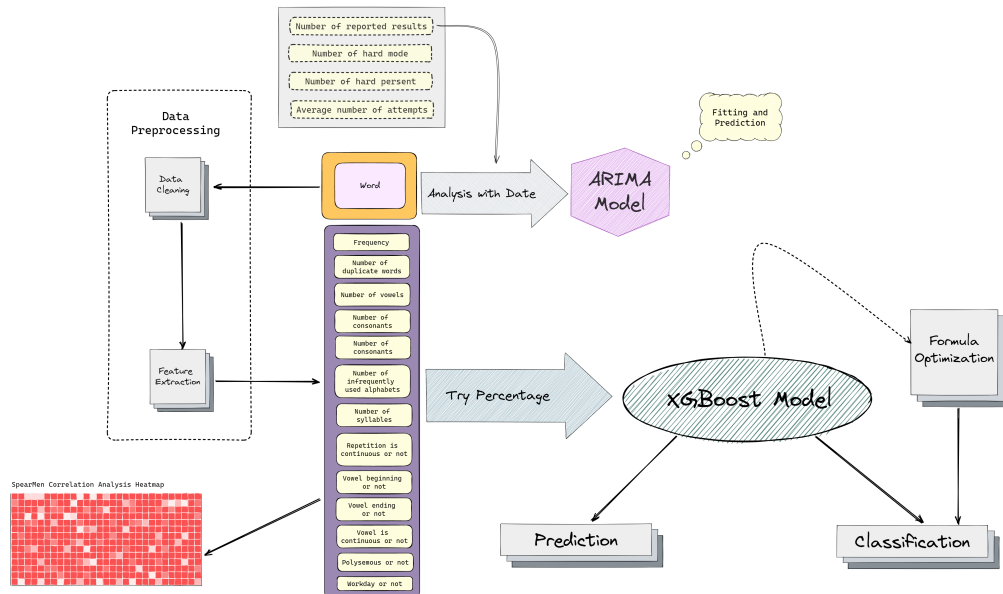 Number of reported results
Number of hard mode
Number of hard persent
Average number of attempts
Data
Preprocessing
Data
Cleaning
Feature
Extraction
Word
Analysis with Date
ARIMA
Model
Fitting and
Prediction
Frequency
Number of
duplicate words
Number of vowels
Number of
consonants
Number of
consonants
Number of
infrequently
used alphabets
Number of
syllables
Repetition is
continuous or not
Vowel beginning
or not
Vowel ending
or not
Vowel is
continuous or not
Polysemous or not
Workday or not
Try Percentage
XGBoost Model
Formula
Optimization
Prediction
Classification
SpearMen Correlation Analysis Heatmap